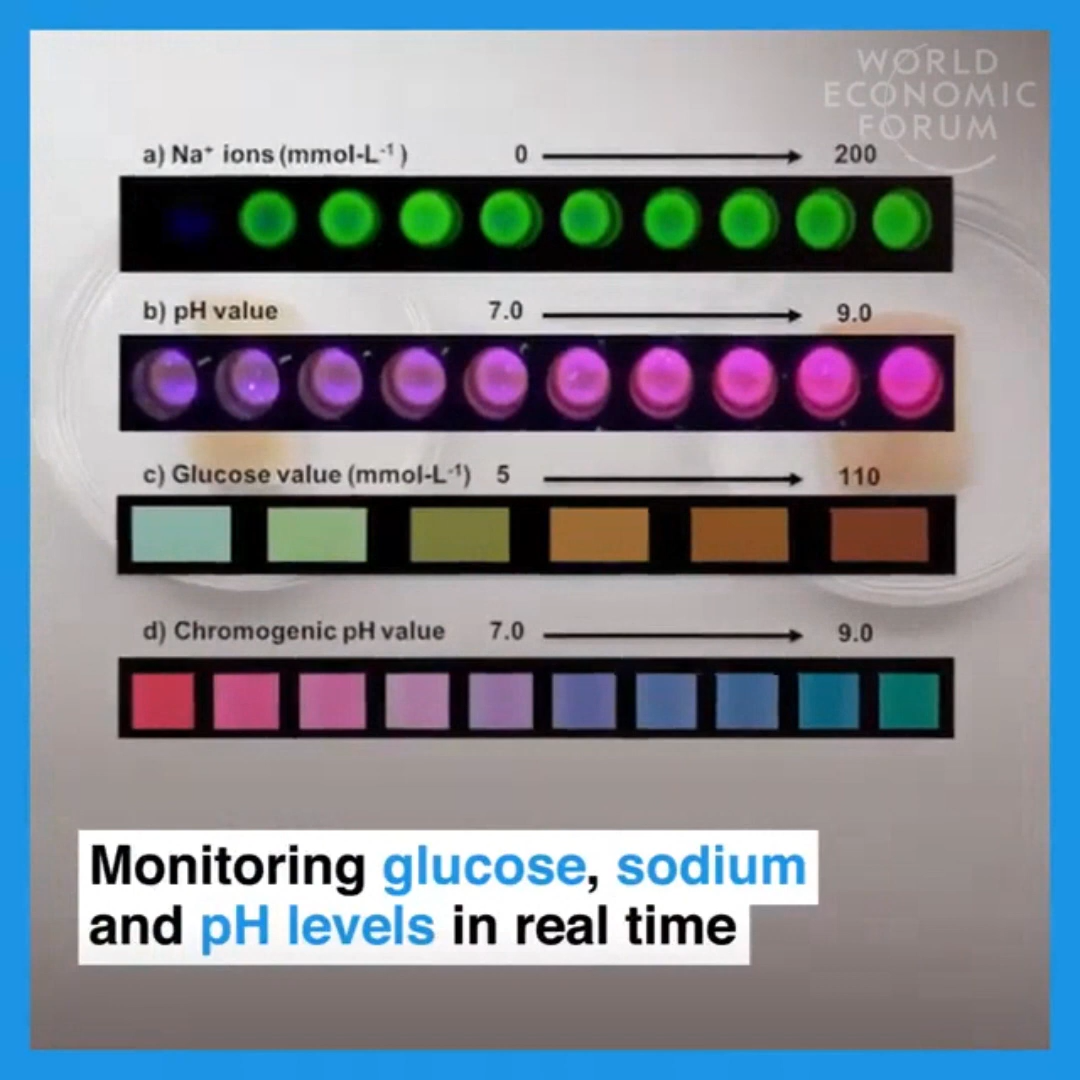 WORLD
ECONOMIC
FORUM
a) Na⁺ ions (mmol-L⁻¹) 0 200
b) pH value 7.0 9.0
c) Glucose value (mmol-L⁻¹) 5 110
d) Chromogenic pH value 7.0 9.0
Monitoring glucose, sodium
and pH levels in real time